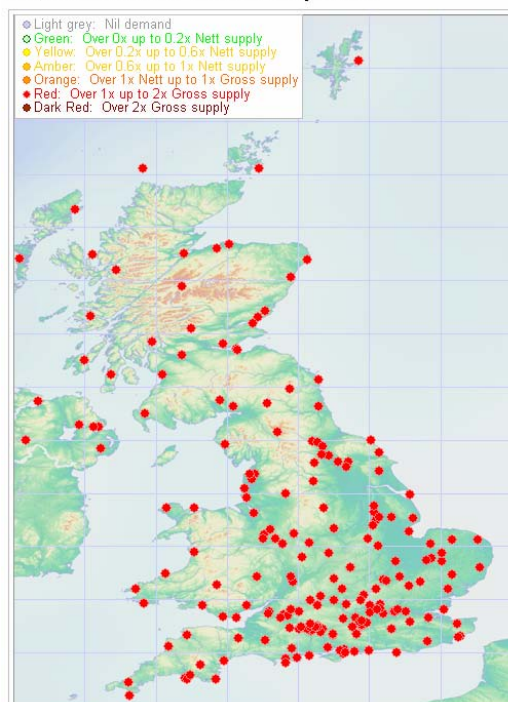 Light grey: Nil demand
Green: Over 0x up to 0.2x Nett supply
Yellow: Over 0.2x up to 0.6x Nett supply
Amber: Over 0.6x up to 1x Nett supply
Orange: Over 1x Nett up to 1x Gross supply
Red: Over 1x up to 2x Gross supply
Dark Red: Over 2x Gross supply